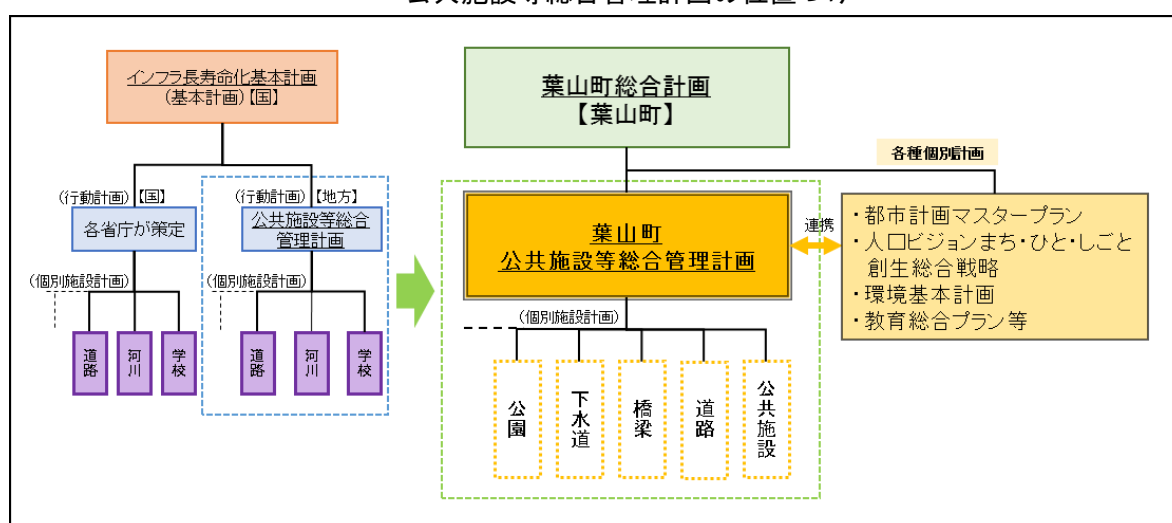 公共施設等総合管理計画の位置づけ
インフラ長寿命化基本計画
(基本計画)【国】
(行動計画)【国】
各省庁が策定
(個別施設計画)
道路
河川
学校
(行動計画)【地方】
公共施設等総合
管理計画
(個別施設計画)
道路
河川
学校
葉山町総合計画
【葉山町】
各種個別計画
葉山町
公共施設等総合管理計画
連携
・都市計画マスタープラン
・人口ビジョンまち・ひと・しごと
創生総合戦略
・環境基本計画
・教育総合プラン等
(個別施設計画)
公園
下水道
橋梁
道路
公共施設